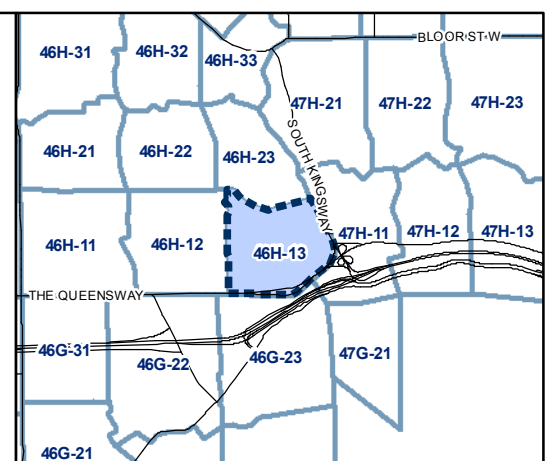 BLOOR ST W
46H-31
46H-32
46H-33
47H-21
47H-22
47H-23
46H-21
46H-22
46H-23
SOUTH KINGSWAY
46H-11
46H-12
46H-13
47H-11
47H-12
47H-13
THE QUEENSWAY
46G-31
46G-22
46G-23
47G-21
46G-21